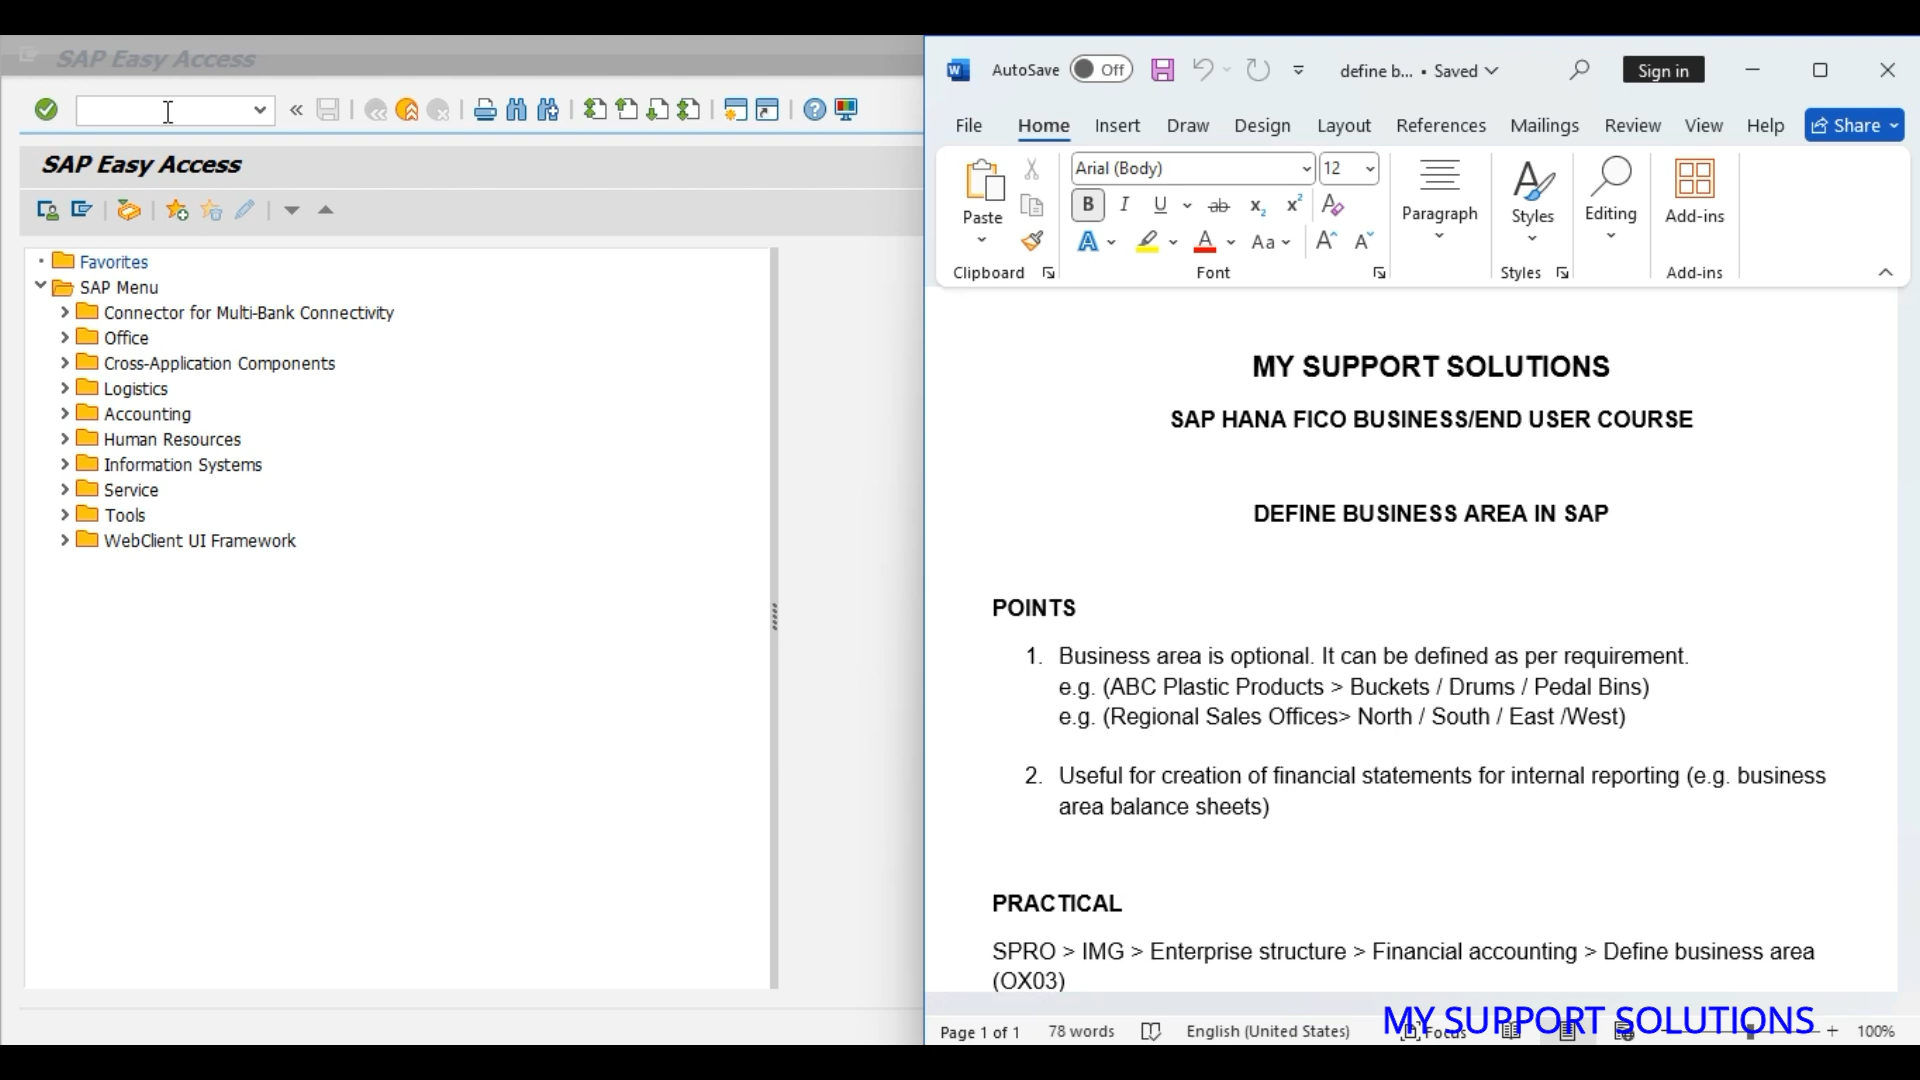 SAP Easy Access
SAP Easy Access
Favorites
SAP Menu
Connector for Multi-Bank Connectivity
Office
Cross-Application Components
Logistics
Accounting
Human Resources
Information Systems
Service
Tools
WebClient UI Framework
AutoSave Off define b... • Saved Sign in
File Home Insert Draw Design Layout References Mailings Review View Help Share
Paste
Clipboard
Arial (Body) 12
B I U ab x₂ x² A
A A Aa A A
Font
Paragraph
Styles
Styles
Editing
Add-ins
Add-ins
MY SUPPORT SOLUTIONS
SAP HANA FICO BUSINESS/END USER COURSE
DEFINE BUSINESS AREA IN SAP
POINTS
1. Business area is optional. It can be defined as per requirement.
e.g. (ABC Plastic Products > Buckets / Drums / Pedal Bins)
e.g. (Regional Sales Offices> North / South / East /West)
2. Useful for creation of financial statements for internal reporting (e.g. business
area balance sheets)
PRACTICAL
SPRO > IMG > Enterprise structure > Financial accounting > Define business area
(OX03)
Page 1 of 1 78 words English (United States) Focus 100%
MY SUPPORT SOLUTIONS